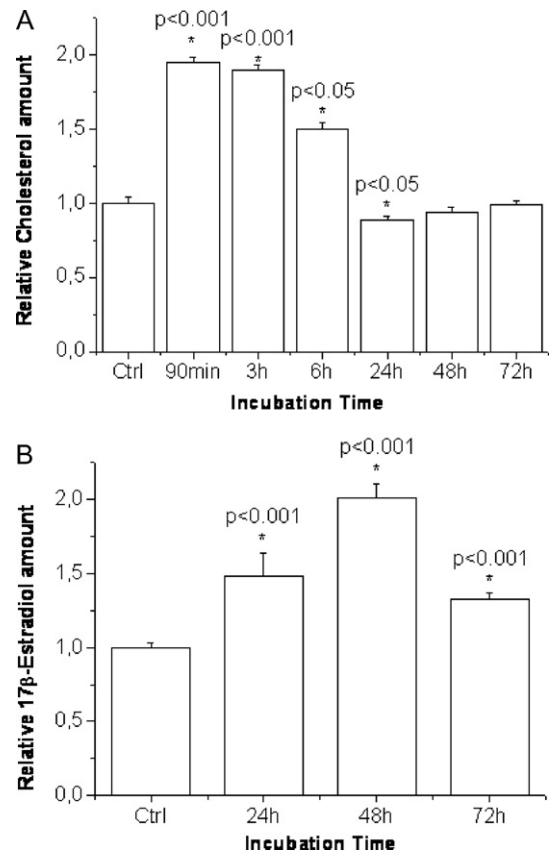 A
Relative Cholesterol amount
2,0
1,5
1,0
0,5
0,0
p<0.001
*
p<0.001
*
p<0.05
*
p<0.05
*
Ctrl 90min 3h 6h 24h 48h 72h
Incubation Time
B
Relative 17β-Estradiol amount
2,0
1,5
1,0
0,5
0,0
p<0.001
*
p<0.001
*
p<0.001
*
Ctrl 24h 48h 72h
Incubation Time